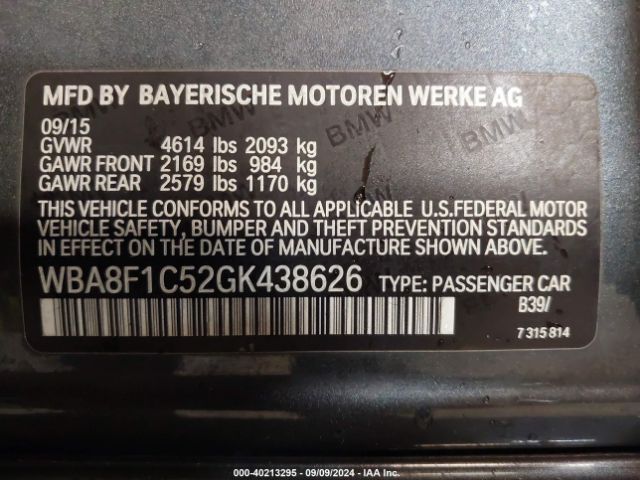 MFD BY BAYERISCHE MOTOREN WERKE AG
09/15
GVWR 4614 lbs 2093 kg
GAWR FRONT 2169 lbs 984 kg
GAWR REAR 2579 lbs 1170 kg
THIS VEHICLE CONFORMS TO ALL APPLICABLE U.S.FEDERAL MOTOR
VEHICLE SAFETY, BUMPER AND THEFT PREVENTION STANDARDS
IN EFFECT ON THE DATE OF MANUFACTURE SHOWN ABOVE.
WBA8F1C52GK438626 TYPE: PASSENGER CAR
B39/
7 315 814
000-40213295 - 09/09/2024 - IAA Inc.